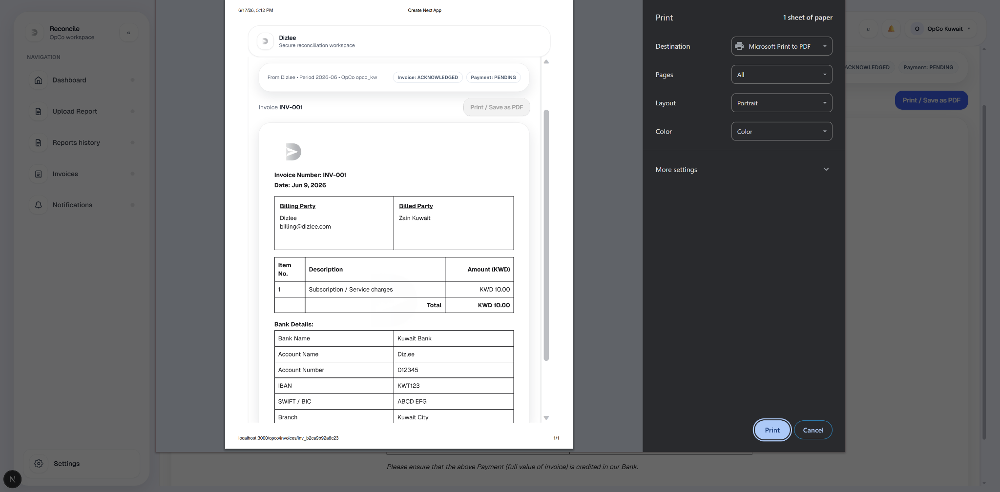 Reconcile
OpCo workspace
«
NAVIGATION
Dashboard
Upload Report
Reports history
Invoices
Notifications
Settings
N
6/17/26, 5:12 PM
Create Next App
Dizlee
Secure reconciliation workspace
From Dizlee • Period 2026-06 • OpCo opco_kw
Invoice: ACKNOWLEDGED
Payment: PENDING
Invoice INV-001
Print / Save as PDF
Invoice Number: INV-001
Date: Jun 9, 2026
Billing Party
Dizlee
billing@dizlee.com
Billed Party
Zain Kuwait
Item No.
Description
Amount (KWD)
1
Subscription / Service charges
KWD 10.00
Total
KWD 10.00
Bank Details:
Bank Name
Kuwait Bank
Account Name
Dizlee
Account Number
012345
IBAN
KWT123
SWIFT / BIC
ABCD EFG
Branch
Kuwait City
localhost:3000/opco/invoices/inv_b2ca9b92a6c23
1/1
Please ensure that the above Payment (full value of invoice) is credited in our Bank.
Print
1 sheet of paper
Destination
Microsoft Print to PDF
Pages
All
Layout
Portrait
Color
Color
More settings
Print
Cancel
O
OpCo Kuwait
ACKNOWLEDGED
Payment: PENDING
Print / Save as PDF